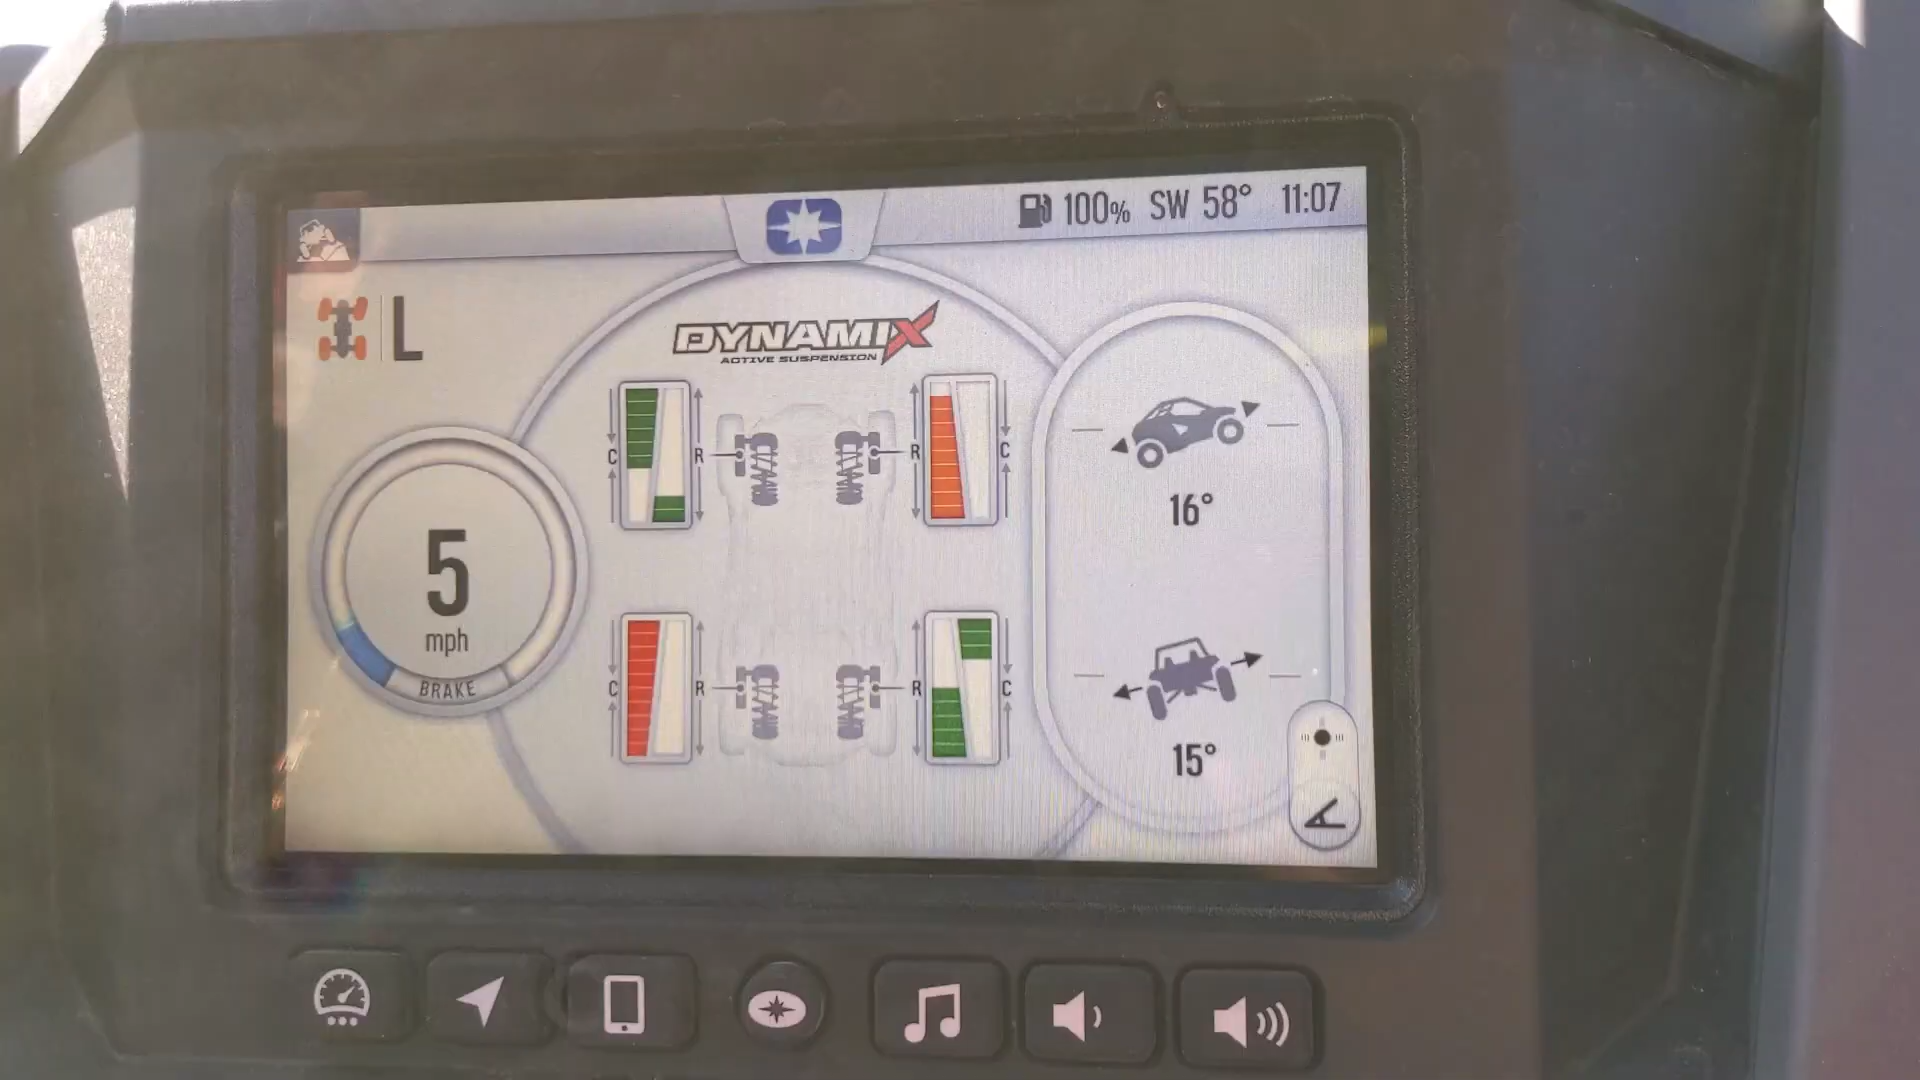 100% SW 58° 11:07
L
DYNAMIX
ACTIVE SUSPENSION
C R R C
16°
5
mph
BRAKE
C R R C
15°